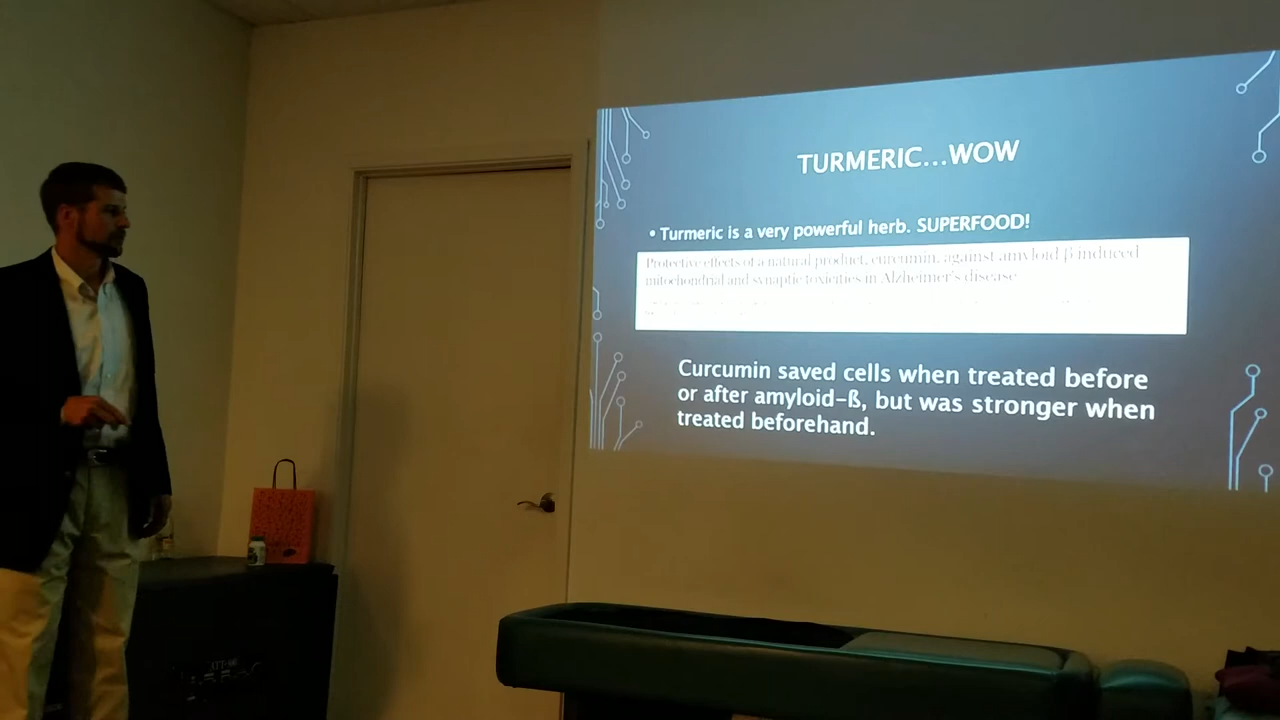 TURMERIC...WOW
• Turmeric is a very powerful herb. SUPERFOOD!
Protective effects of a natural product, curcumin, against amyloid β induced
mitochondrial and synaptic toxicities in Alzheimer's disease
Curcumin saved cells when treated before
or after amyloid-ß, but was stronger when
treated beforehand.